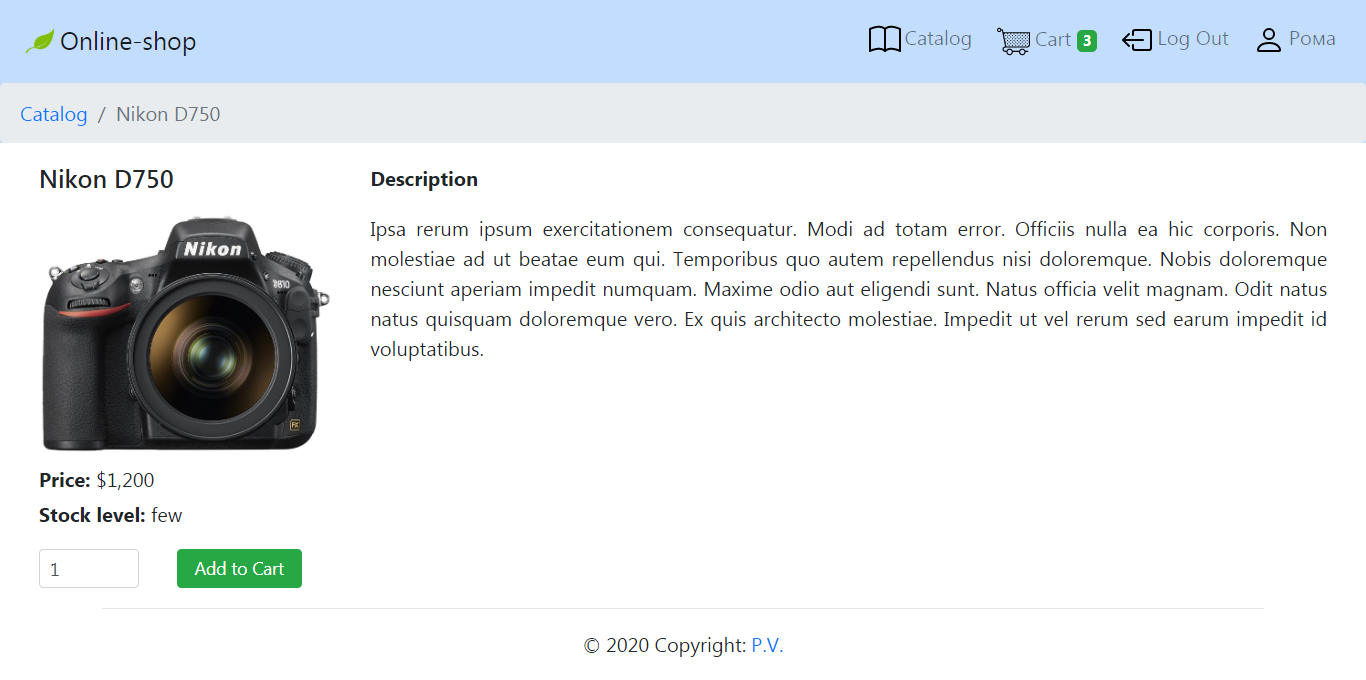 Online-shop
Catalog
Cart 3
Log Out
Рома
Catalog / Nikon D750
Nikon D750
Nikon
D810
FX
Price: $1,200
Stock level: few
1
Add to Cart
Description
Ipsa rerum ipsum exercitationem consequatur. Modi ad totam error. Officiis nulla ea hic corporis. Non
molestiae ad ut beatae eum qui. Temporibus quo autem repellendus nisi doloremque. Nobis doloremque
nesciunt aperiam impedit numquam. Maxime odio aut eligendi sunt. Natus officia velit magnam. Odit natus
natus quisquam doloremque vero. Ex quis architecto molestiae. Impedit ut vel rerum sed earum impedit id
voluptatibus.
© 2020 Copyright: P.V.